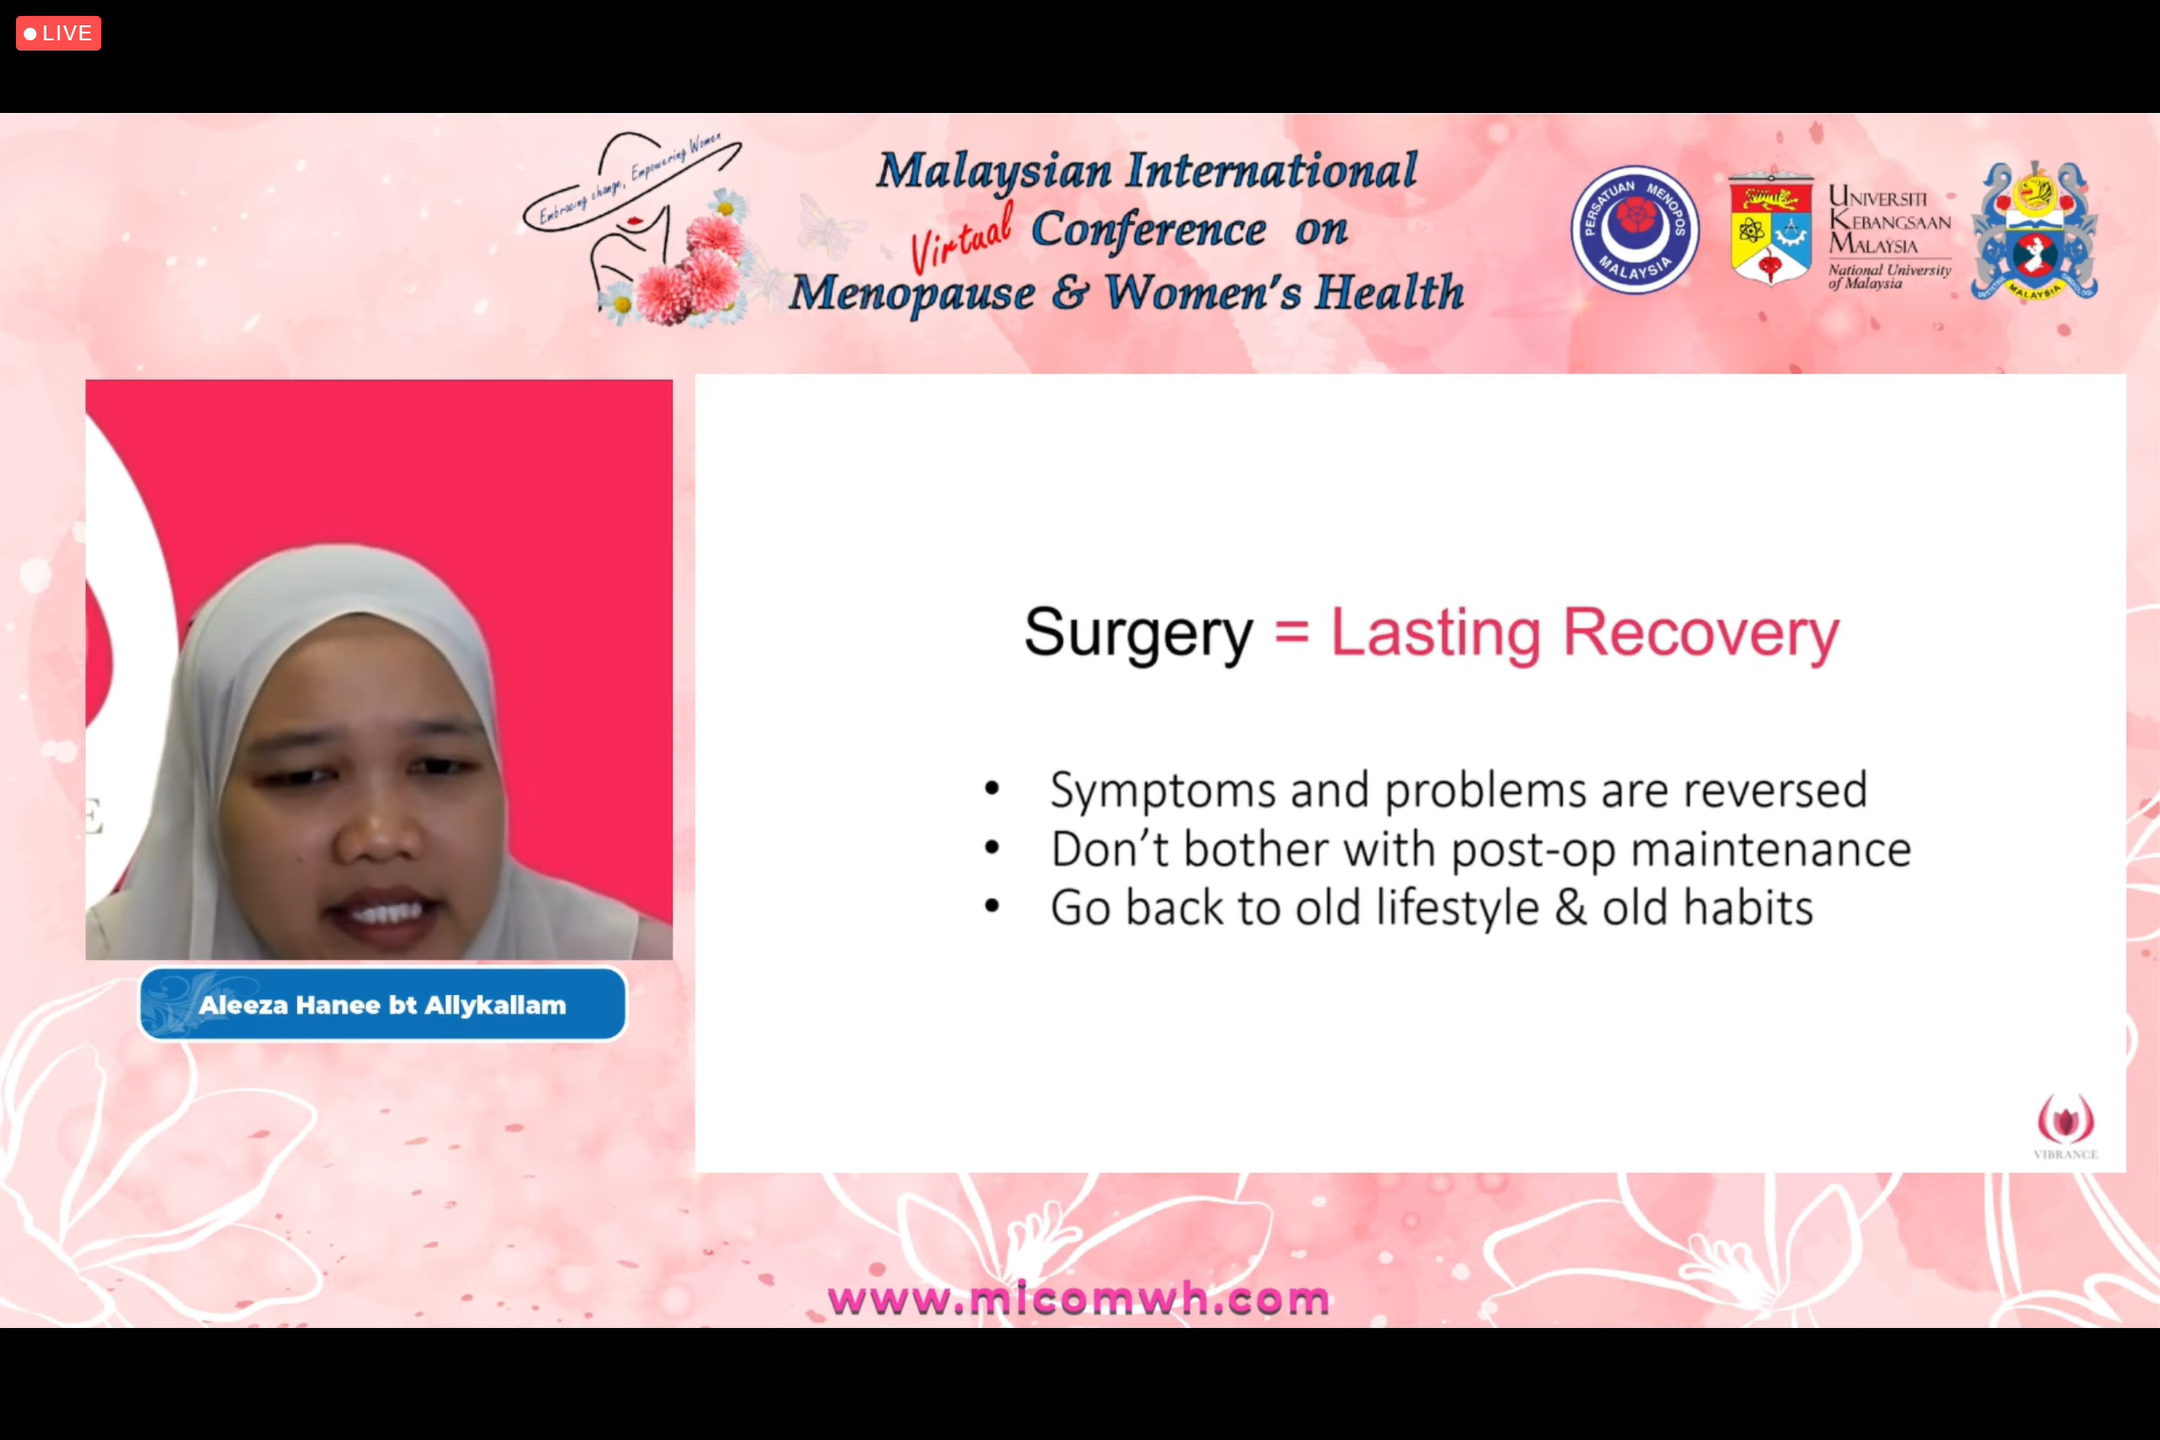 LIVE
Embracing change, Empowering Women
Malaysian International
Virtual Conference on
Menopause & Women's Health
PERSATUAN MENOPOS
MALAYSIA
UNIVERSITI
KEBANGSAAN
MALAYSIA
National University
of Malaysia
MALAYSIA
E
Surgery = Lasting Recovery
• Symptoms and problems are reversed
• Don't bother with post-op maintenance
• Go back to old lifestyle & old habits
Aleeza Hanee bt Allykallam
VIBRANCE
www.micomwh.com